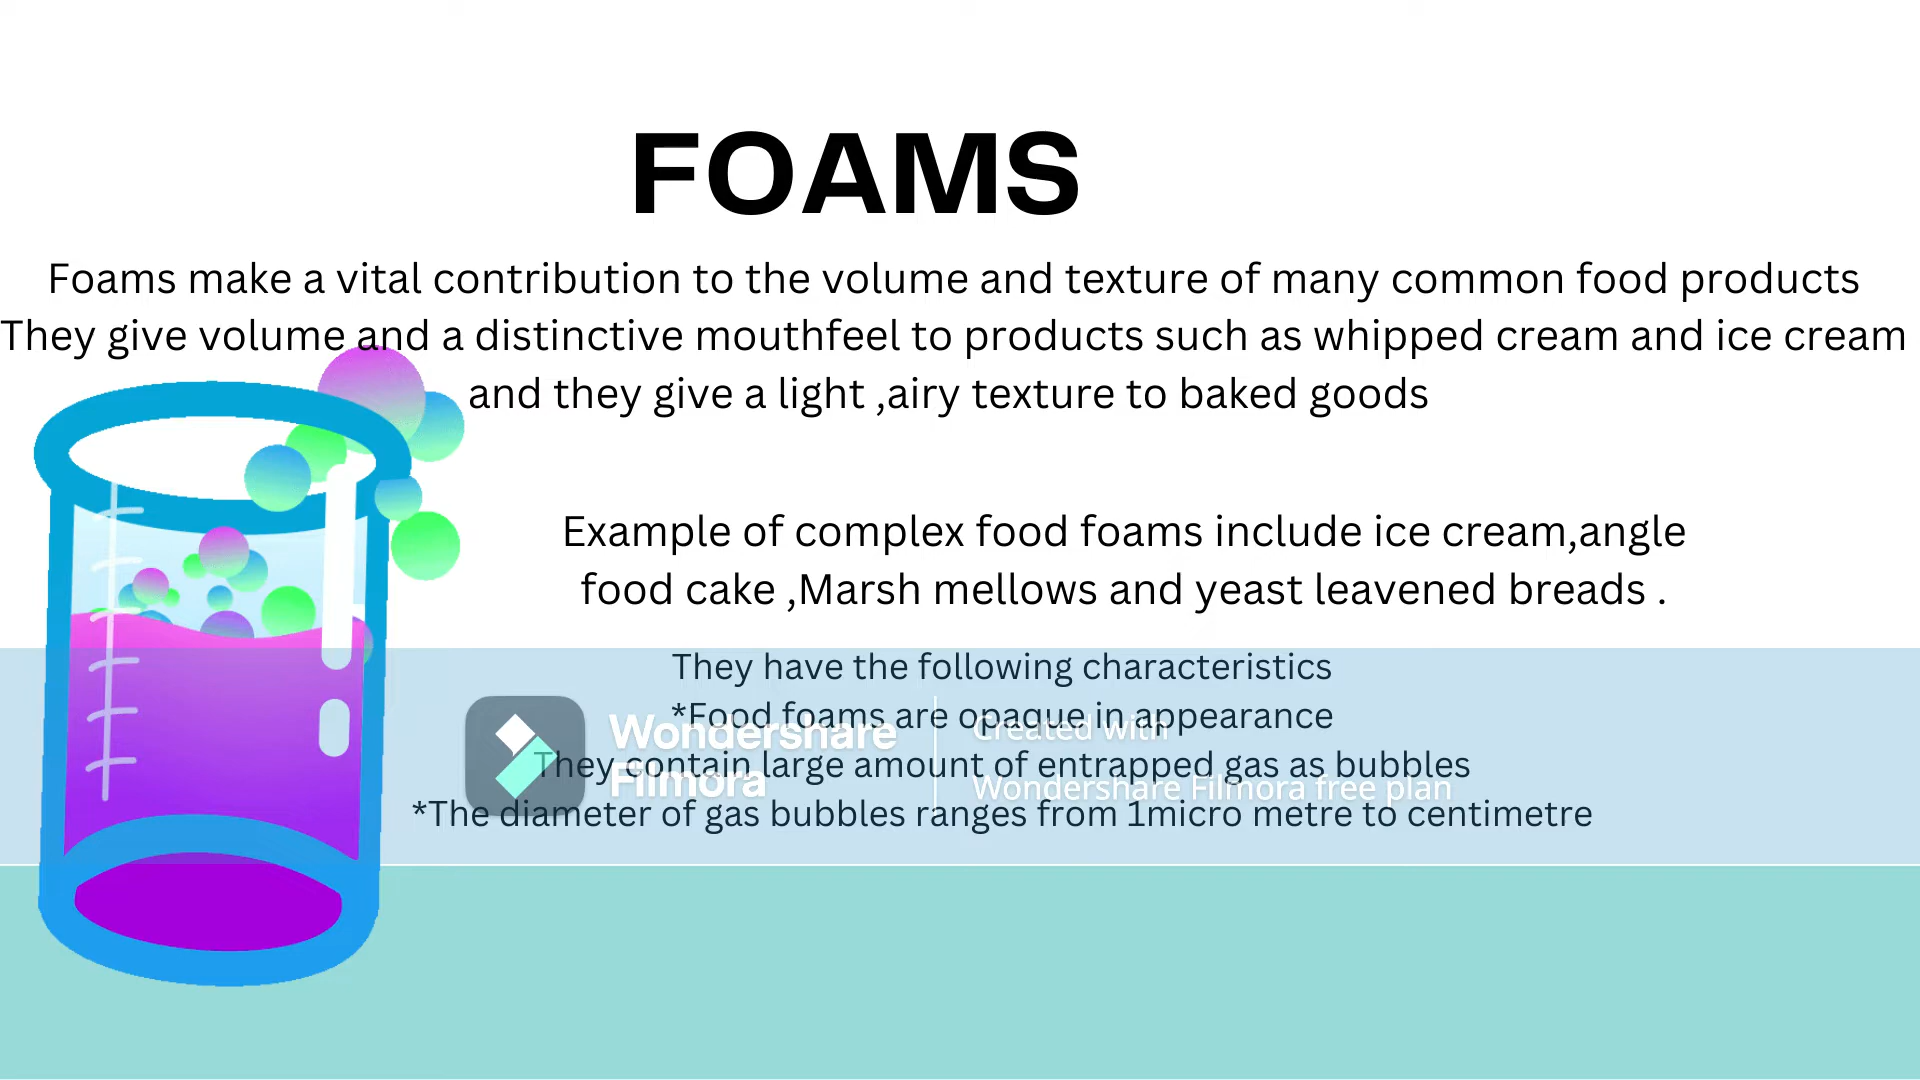 FOAMS
Foams make a vital contribution to the volume and texture of many common food products
They give volume and a distinctive mouthfeel to products such as whipped cream and ice cream
and they give a light ,airy texture to baked goods
Example of complex food foams include ice cream,angle
food cake ,Marsh mellows and yeast leavened breads .
They have the following characteristics
*Food foams are opaque in appearance
They contain large amount of entrapped gas as bubbles
*The diameter of gas bubbles ranges from 1micro metre to centimetre
Wondershare
Filmora
Created with
Wondershare Filmora free plan